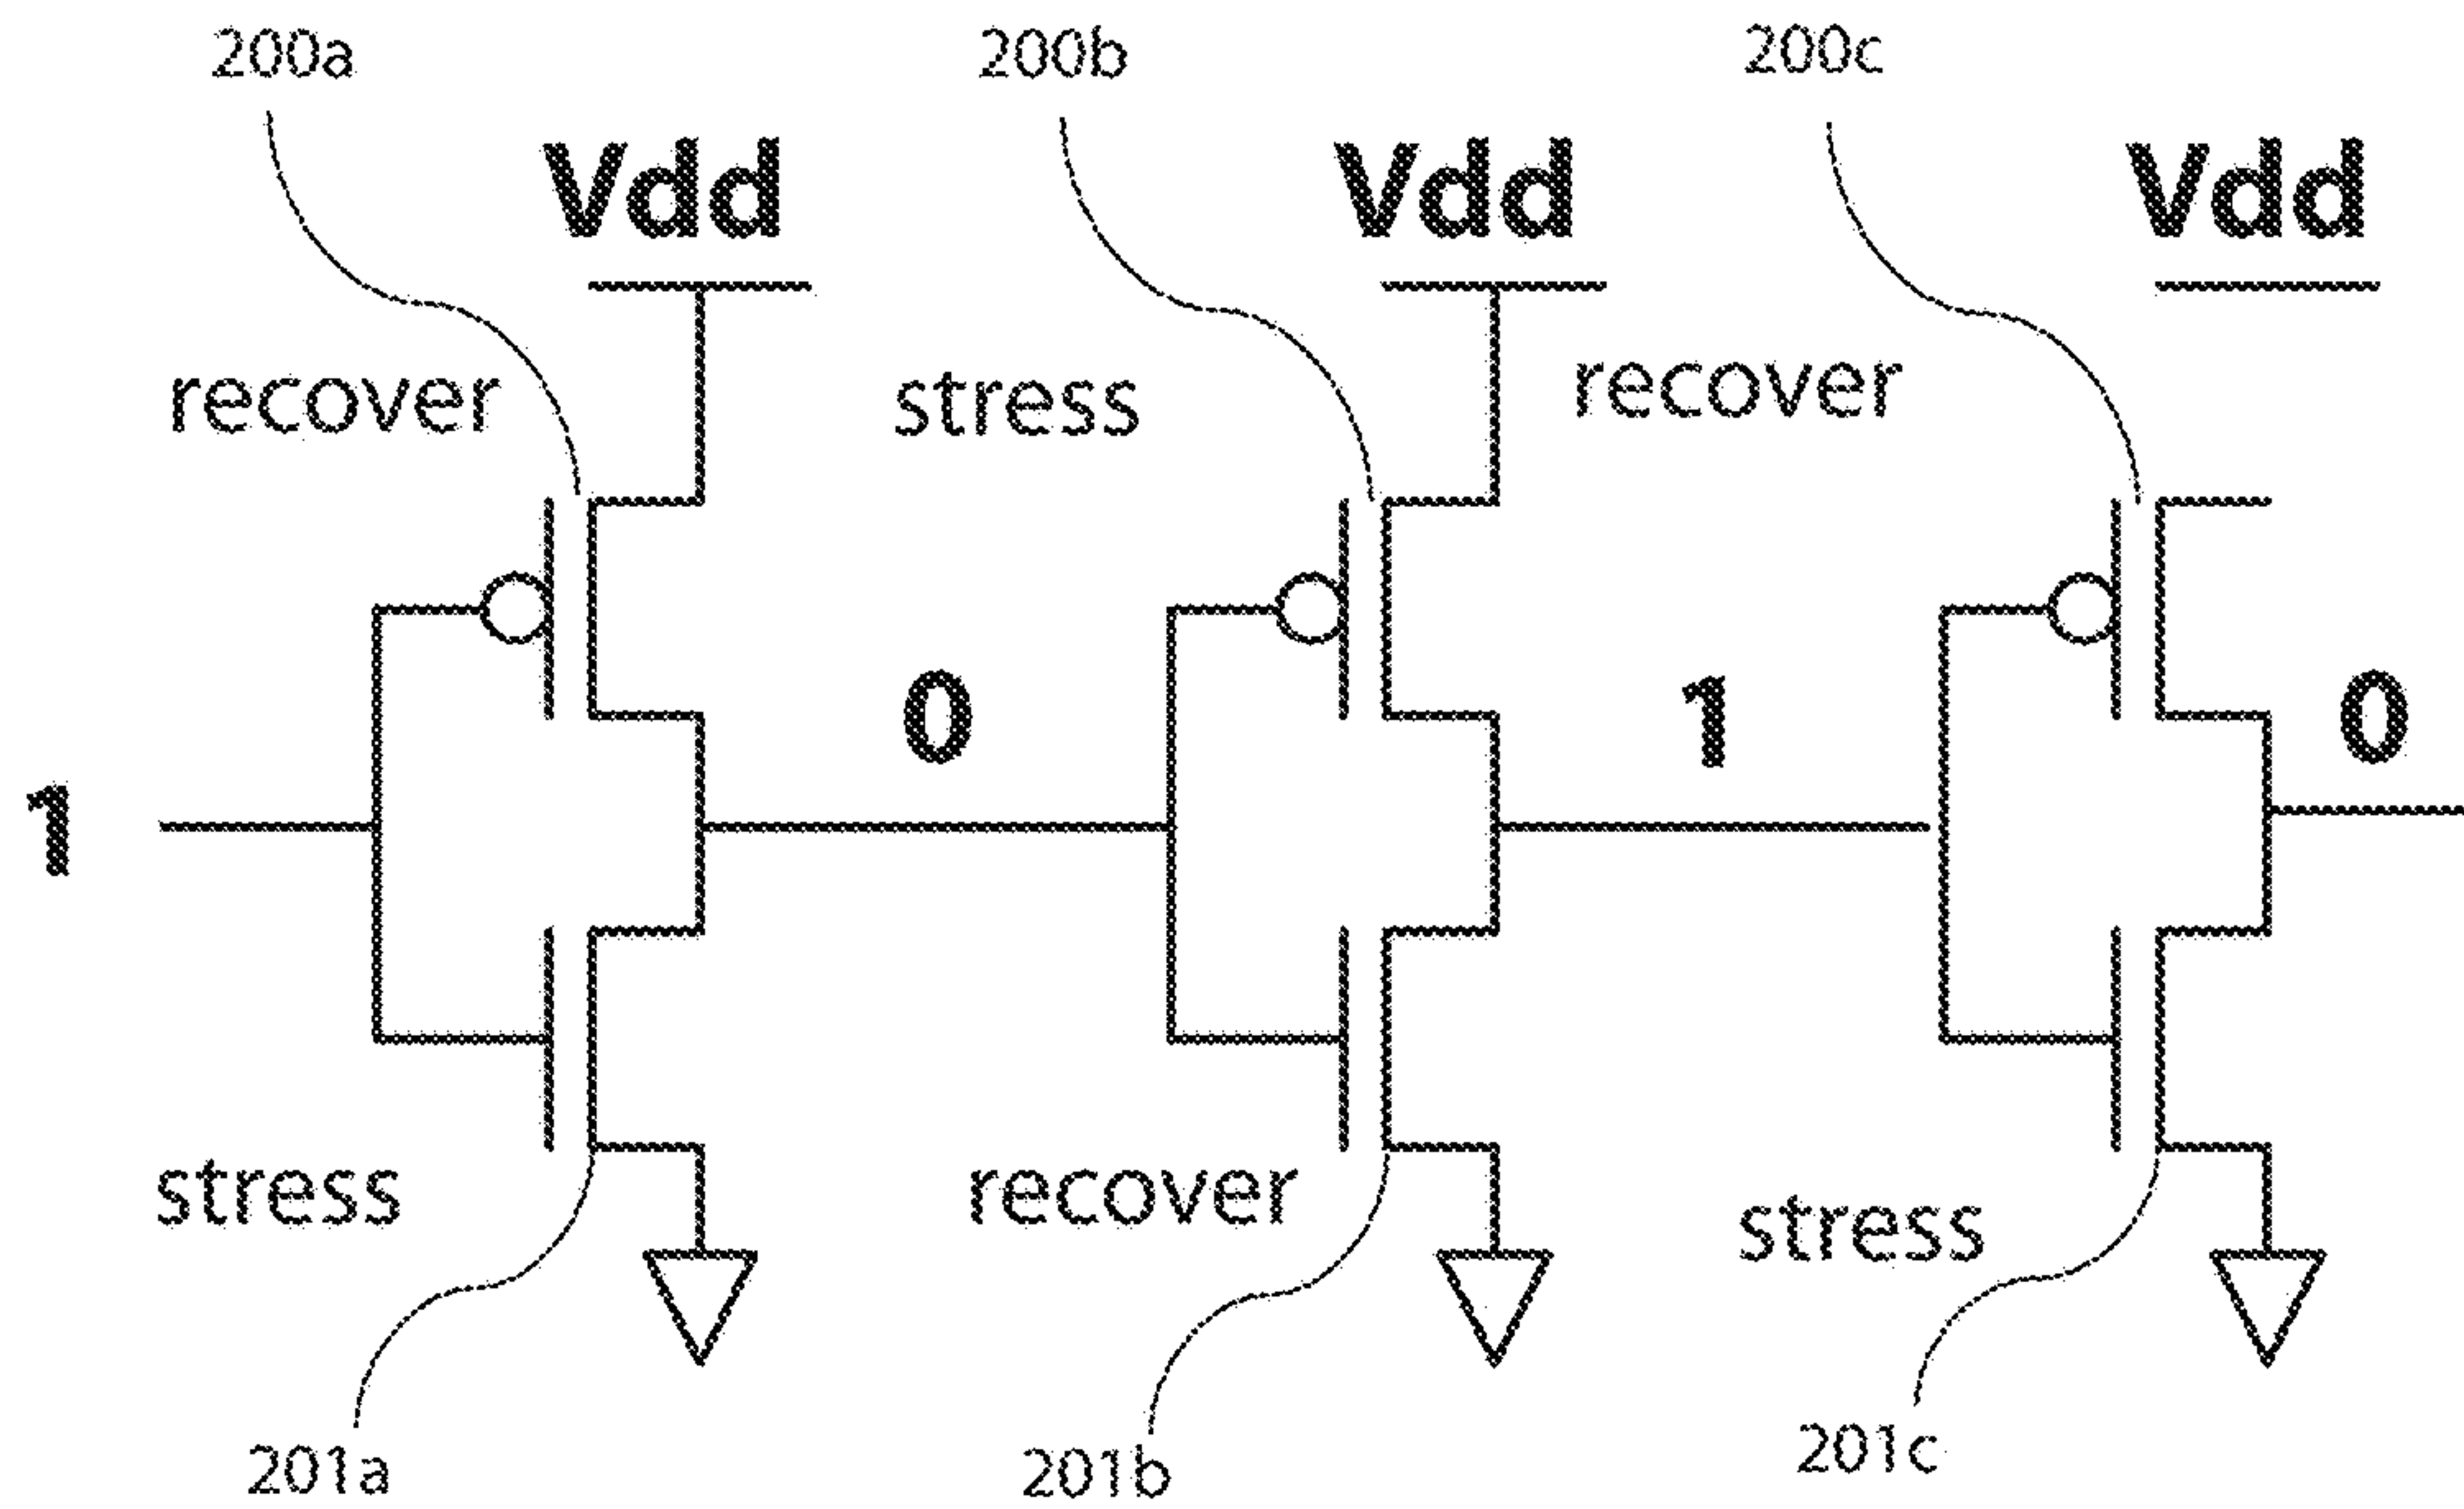 200a
200b
200c
Vdd
Vdd
Vdd
recover
stress
recover
0
1
0
1
stress
recover
stress
201a
201b
201c